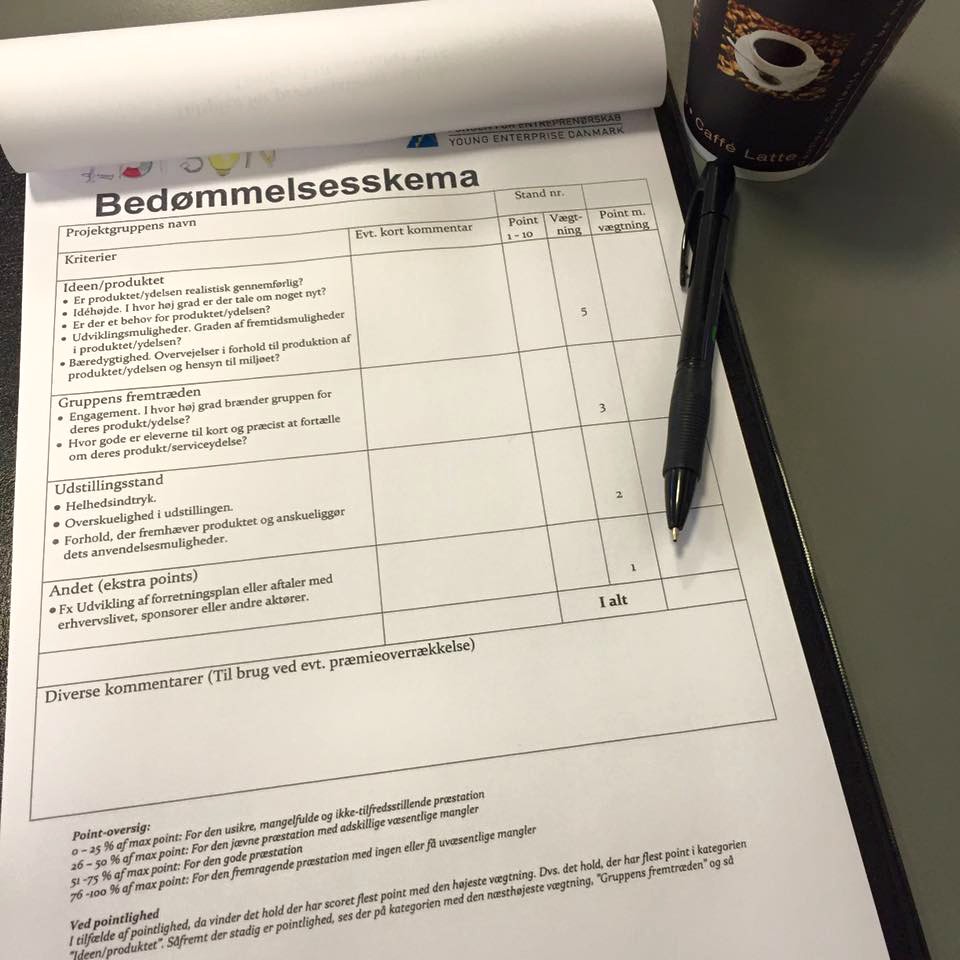 YOUNG ENTERPRISE DANMARK
Bedømmelsesskema
Projektgruppens navn
Stand nr.
Kriterier
Evt. kort kommentar
Point
1 - 10
Vægt-
ning
Point m.
vægtning
Ideen/produktet
• Er produktet/ydelsen realistisk gennemførlig?
• Idéhøjde. I hvor høj grad er der tale om noget nyt?
• Er der et behov for produktet/ydelsen?
• Udviklingsmuligheder. Graden af fremtidsmuligheder
i produktet/ydelsen?
• Bæredygtighed. Overvejelser i forhold til produktion af
produktet/ydelsen og hensyn til miljøet?
5
Gruppens fremtræden
• Engagement. I hvor høj grad brænder gruppen for
deres produkt/ydelse?
• Hvor gode er eleverne til kort og præcist at fortælle
om deres produkt/serviceydelse?
3
Udstillingsstand
• Helhedsindtryk.
• Overskuelighed i udstillingen.
• Forhold, der fremhæver produktet og anskueliggør
dets anvendelsesmuligheder.
2
Andet (ekstra points)
• Fx Udvikling af forretningsplan eller aftaler med
erhvervslivet, sponsorer eller andre aktører.
1
I alt
Diverse kommentarer (Til brug ved evt. præmieoverrækkelse)
Point-oversig:
0 – 25 % af max point: For den usikre, mangelfulde og ikke-tilfredsstillende præstation
26 – 50 % af max point: For den jævne præstation med adskillige væsentlige mangler
51 -75 % af max point: For den gode præstation
76 -100 % af max point: For den fremragende præstation med ingen eller få uvæsentlige mangler
Ved pointlighed
I tilfælde af pointlighed, da vinder det hold der har scoret flest point med den højeste vægtning. Dvs. det hold, der har flest point i kategorien
"Ideen/produktet". Såfremt der stadig er pointlighed, ses der på kategorien med den næsthøjeste vægtning, "Gruppens fremtræden" og så
Caffé Latte